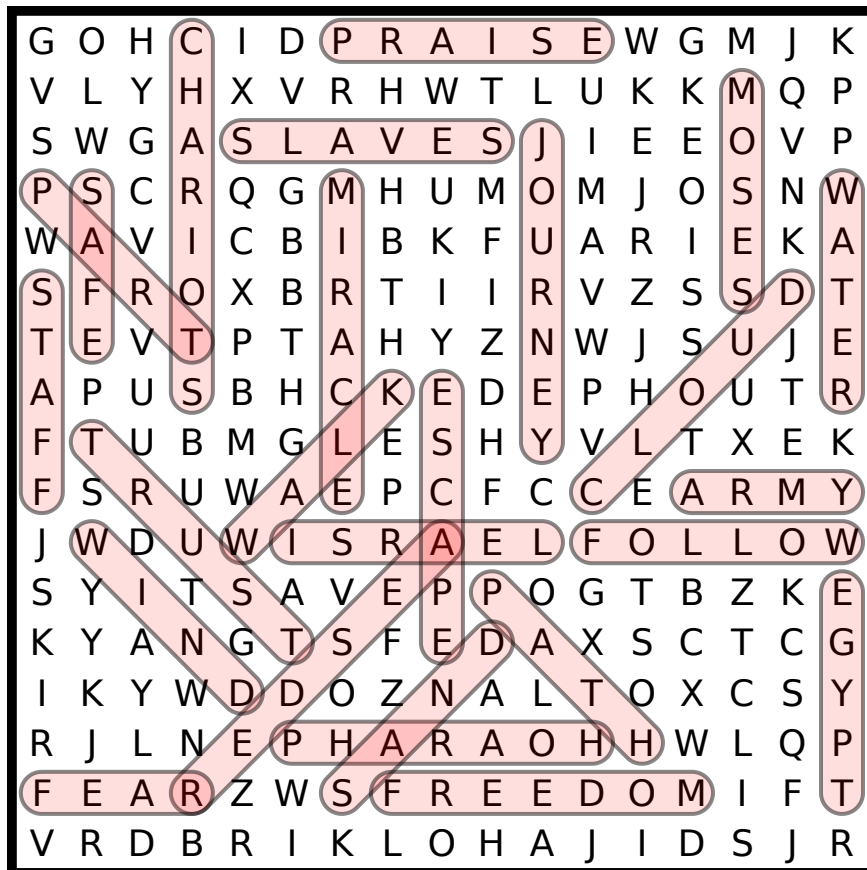 G O H C I D P R A I S E W G M J K
V L Y H X V R H W T L U K K M Q P
S W G A S L A V E S J I E E O V P
P S C R Q G M H U M O M J O S N W
W A V I C B I B K F U A R I E K A
S F R O X B R T I I R V Z S S D T
T E V T P T A H Y Z N W J S U J E
A P U S B H C K E D E P H O U T R
F T U B M G L E S H Y V L T X E K
F S R U W A E P C F C C E A R M Y
J W D U W I S R A E L F O L L O W
S Y I T S A V E P P O G T B Z K E
K Y A N G T S F E D A X S C T C G
I K Y W D D O Z N A L T O X C S Y
R J L N E P H A R A O H H W L Q P
F E A R Z W S F R E E D O M I F T
V R D B R I K L O H A J I D S J R